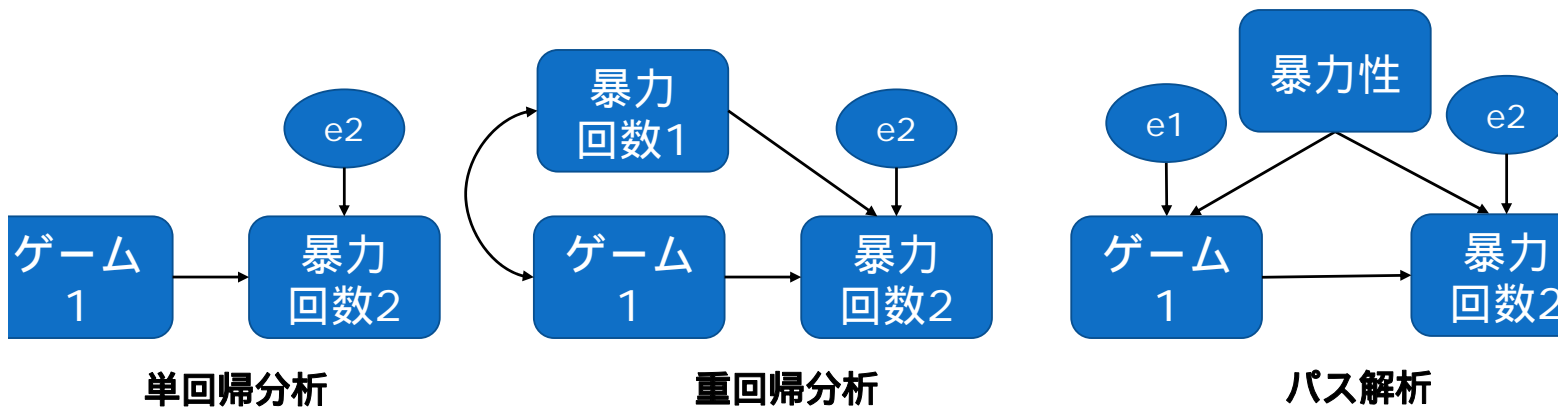 e2
ゲーム
1
暴力
回数2
単回帰分析
暴力
回数1
e2
ゲーム
1
暴力
回数2
重回帰分析
暴力性
e1
e2
ゲーム
1
暴力
回数2
パス解析